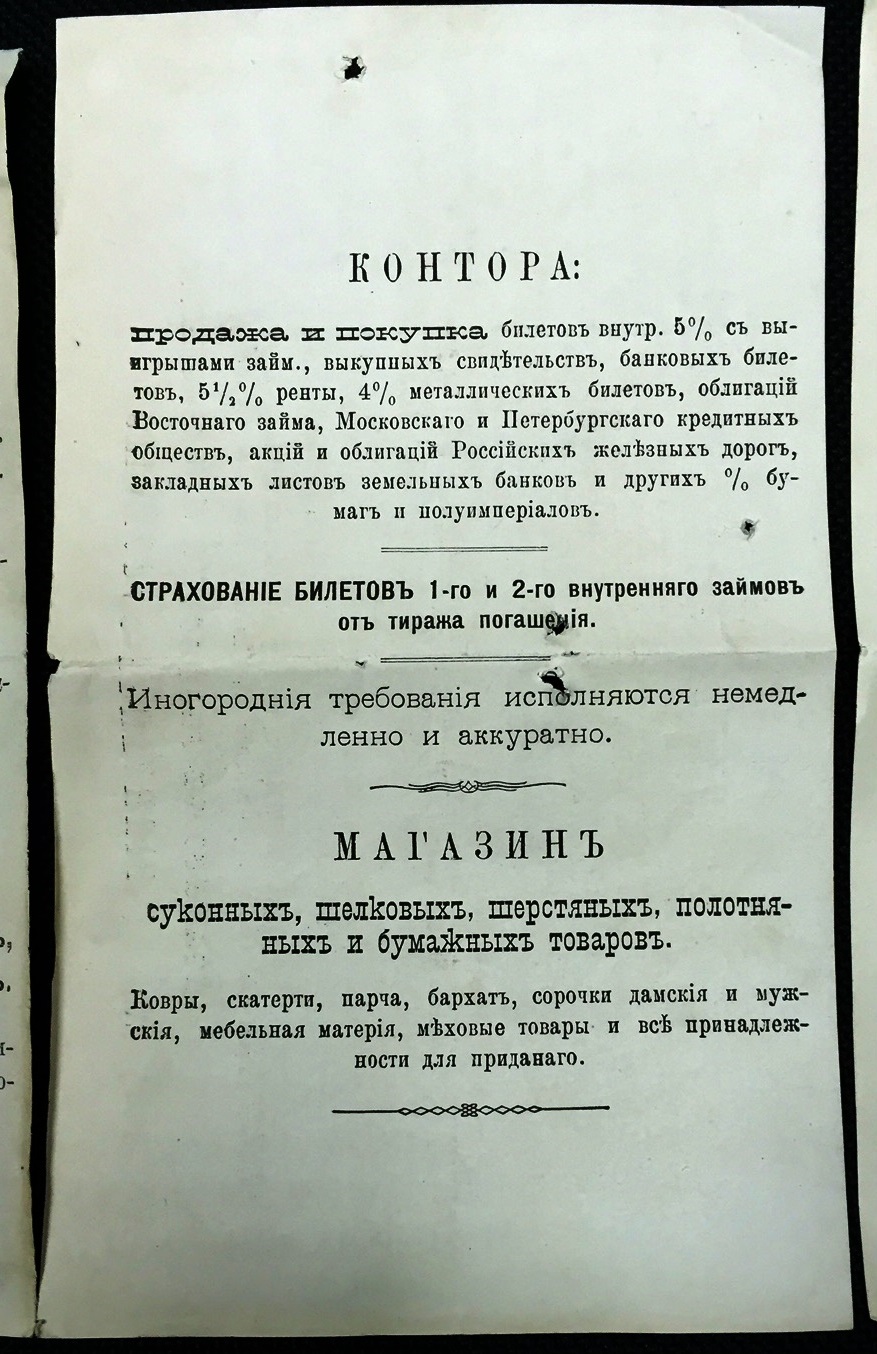 КОНТОРА:
продажа и покупка билетовъ внутр. 5% съ вы-
игрышами займ., выкупныхъ свидѣтельствъ, банковыхъ биле-
товъ, 5½% ренты, 4% металлическихъ билетовъ, облигацій
Восточнаго займа, Московскаго и Петербургскаго кредитныхъ
обществъ, акцій и облигацій Россійскихъ желѣзныхъ дорогъ,
закладныхъ листовъ земельныхъ банковъ и другихъ % бу-
магъ и полуимперіаловъ.
СТРАХОВАНІЕ БИЛЕТОВЪ 1-го и 2-го внутренняго займовъ
отъ тиража погашенія.
Иногороднія требованія исполняются немед-
ленно и аккуратно.
МАГАЗИНЪ
суконныхъ, шелковыхъ, шерстяныхъ, полотня-
ныхъ и бумажныхъ товаровъ.
Ковры, скатерти, парча, бархатъ, сорочки дамскія и муж-
скія, мебельная матерія, мѣховые товары и всѣ принадлеж-
ности для приданаго.